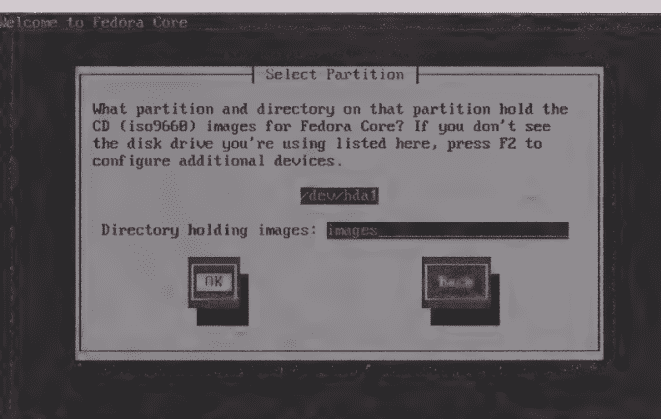 Welcome to Fedora Core
Select Partition
What partition and directory on that partition hold the
CD (iso9660) images for Fedora Core? If you don't see
the disk drive you're using listed here, press F2 to
configure additional devices.
/dev/hda1
Directory holding images: images
OK Back